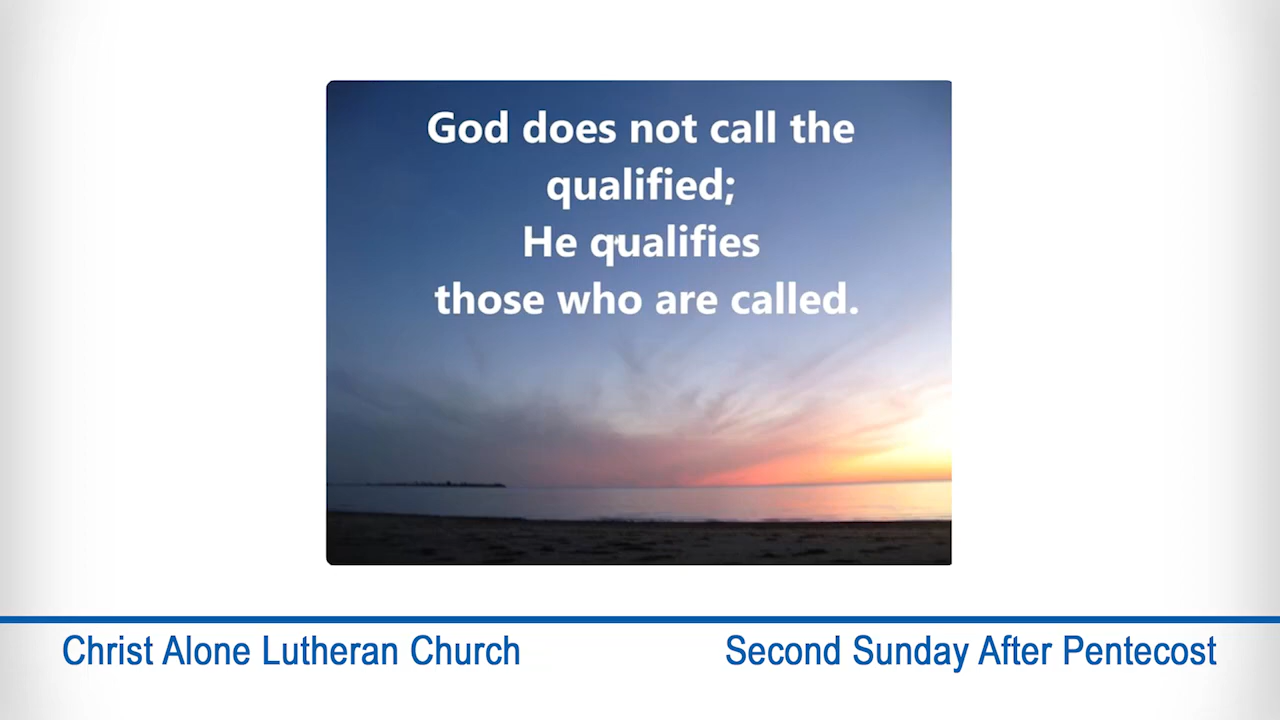 God does not call the
qualified;
He qualifies
those who are called.
Christ Alone Lutheran Church
Second Sunday After Pentecost